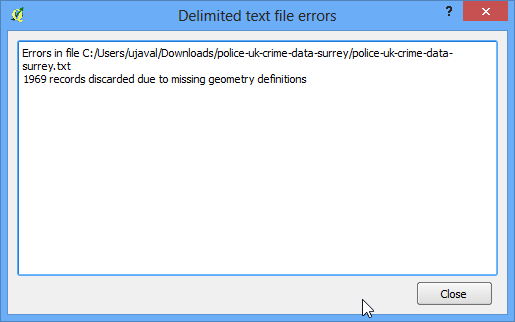 Delimited text file errors
?
x
Errors in file C:/Users/ujaval/Downloads/police-uk-crime-data-surrey/police-uk-crime-data-
surrey.txt
1969 records discarded due to missing geometry definitions
Close